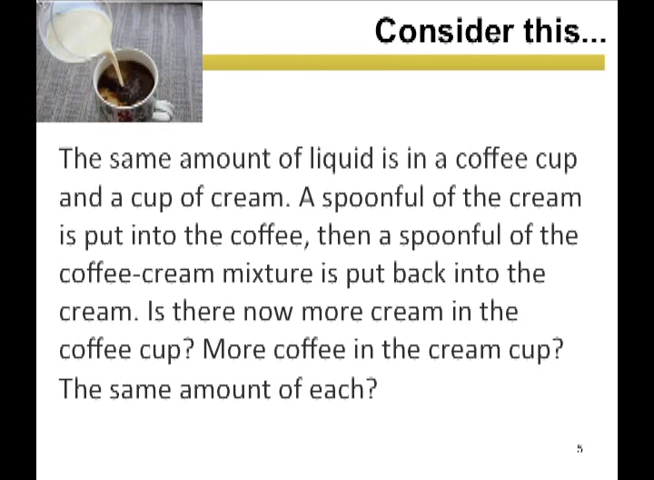 Consider this...
The same amount of liquid is in a coffee cup
and a cup of cream. A spoonful of the cream
is put into the coffee, then a spoonful of the
coffee-cream mixture is put back into the
cream. Is there now more cream in the
coffee cup? More coffee in the cream cup?
The same amount of each?
5